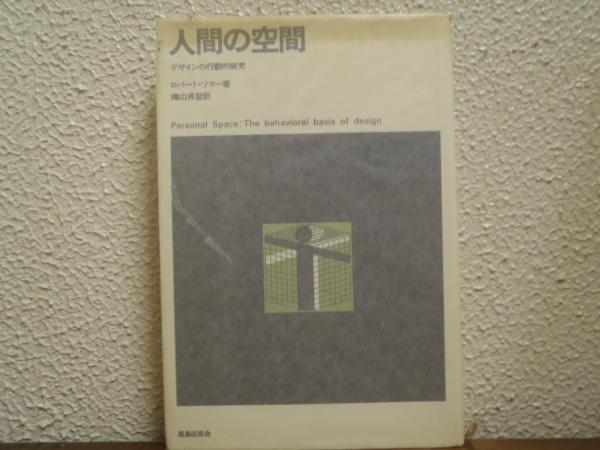 人間の空間
デザインの行動的研究
ロバート・ソマー著
穐山貞登訳
Personal Space: The behavioral basis of design
鹿島出版会